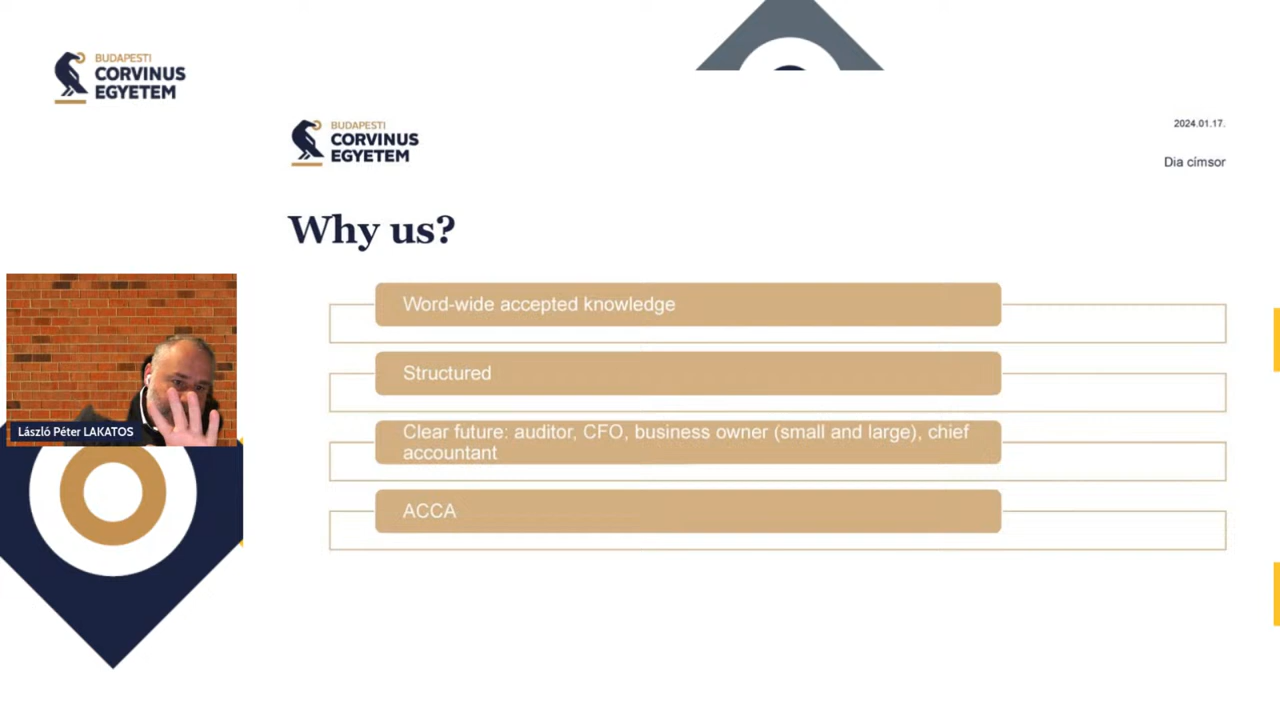 BUDAPESTI
CORVINUS
EGYETEM
BUDAPESTI
CORVINUS
EGYETEM
2024.01.17.
Dia címsor
Why us?
Word-wide accepted knowledge
Structured
Clear future: auditor, CFO, business owner (small and large), chief
accountant
ACCA
László Péter LAKATOS